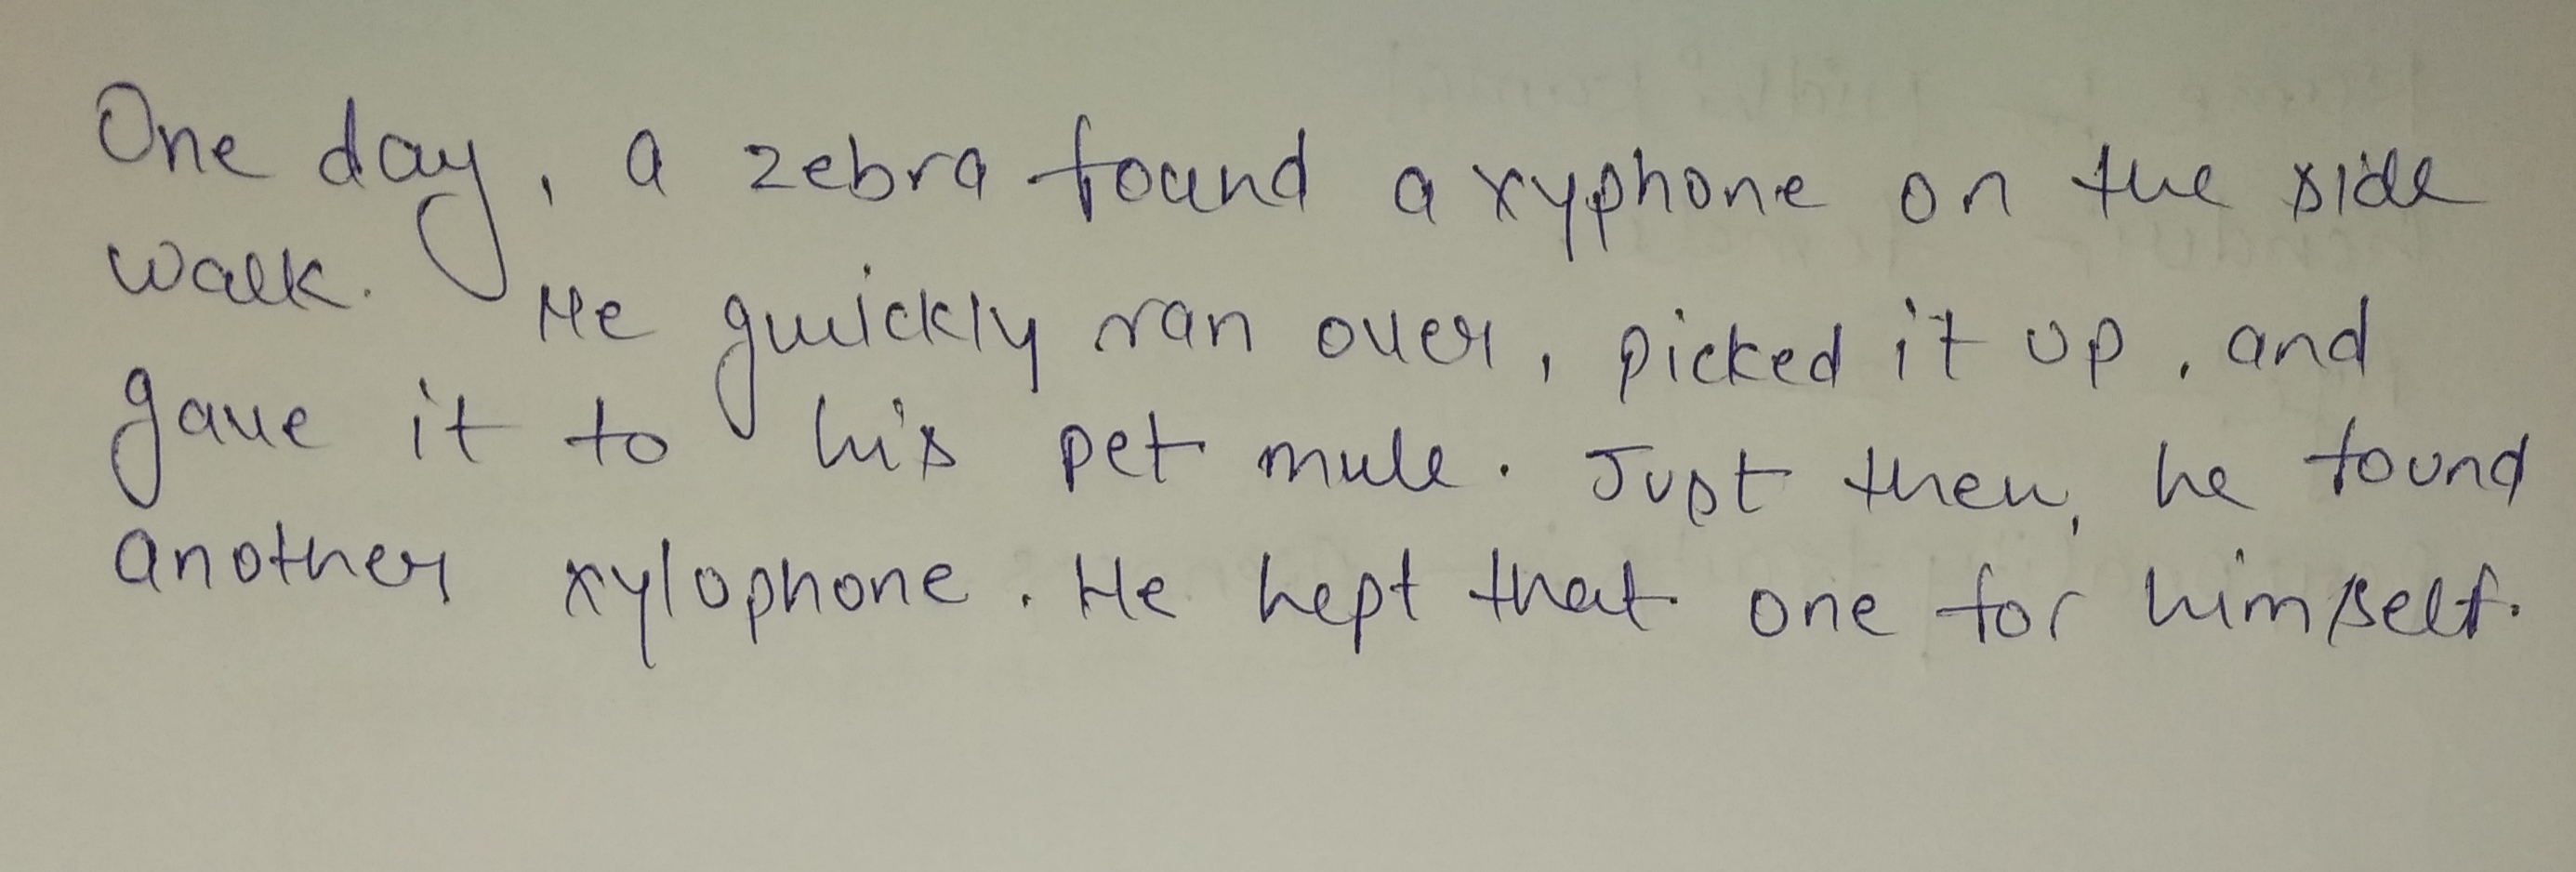 One day, a zebra found a xyphone on the side
walk. He quickly ran over, picked it up, and
gave it to his pet mule. Just then, he found
another xylophone. He kept that one for himself.